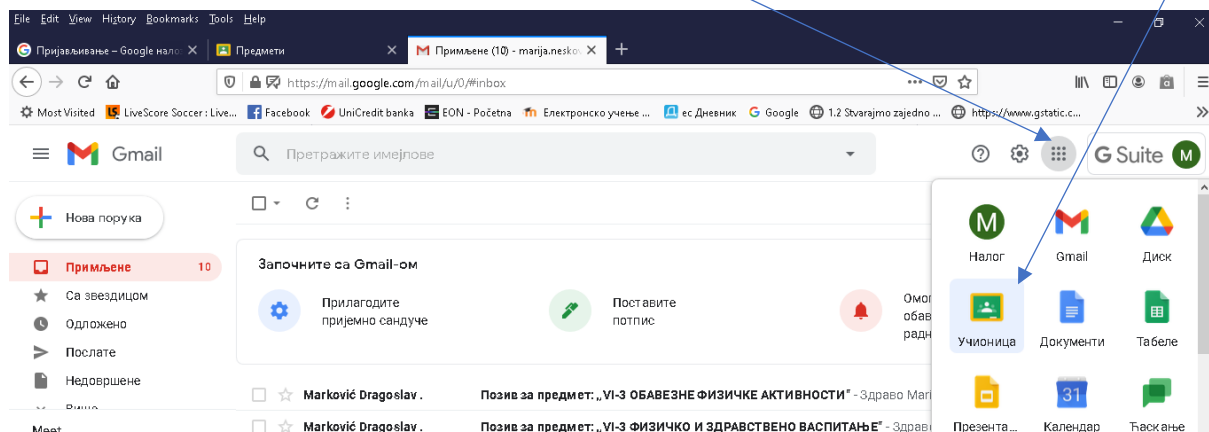 File Edit View History Bookmarks Tools Help
Пријављивање – Google нало
Предмети
Примљене (10) - marija.nesko
https://mail.google.com/mail/u/0/#inbox
Most Visited LiveScore Soccer : Live... Facebook UniCredit banka EON - Početna Електронско учење ... ес Дневник Google 1.2 Stvarajmo zajedno ... https://www.gstatic.c...
Gmail
Претражите имејлове
G Suite M
Нова порука
Примљене 10
Са звездицом
Одложено
Послате
Недовршене
Више
Meet
Започните са Gmail-ом
Прилагодите
пријемно сандуче
Поставите
потпис
Омог
обав
радн
Marković Dragoslav . Позив за предмет: „VI-3 ОБАВЕЗНЕ ФИЗИЧКЕ АКТИВНОСТИ“ - Здраво Mari
Marković Dragoslav . Позив за предмет: „VI-3 ФИЗИЧКО И ЗДРАВСТВЕНО ВАСПИТАЊЕ“ - Здрав
M
Налог Gmail Диск
Учионица Документи Табеле
31
Презента... Календар Ћаскање